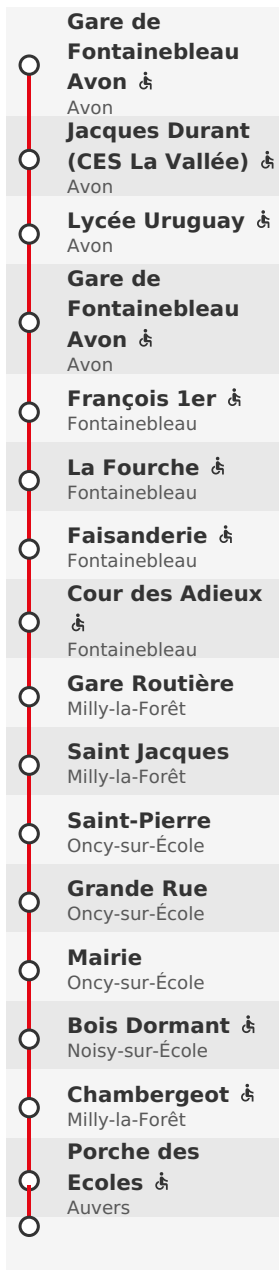 Gare de
Fontainebleau
Avon
Avon
Jacques Durant
(CES La Vallée)
Avon
Lycée Uruguay
Avon
Gare de
Fontainebleau
Avon
Avon
François 1er
Fontainebleau
La Fourche
Fontainebleau
Faisanderie
Fontainebleau
Cour des Adieux
Fontainebleau
Gare Routière
Milly-la-Forêt
Saint Jacques
Milly-la-Forêt
Saint-Pierre
Oncy-sur-École
Grande Rue
Oncy-sur-École
Mairie
Oncy-sur-École
Bois Dormant
Noisy-sur-École
Chambergeot
Milly-la-Forêt
Porche des
Ecoles
Auvers